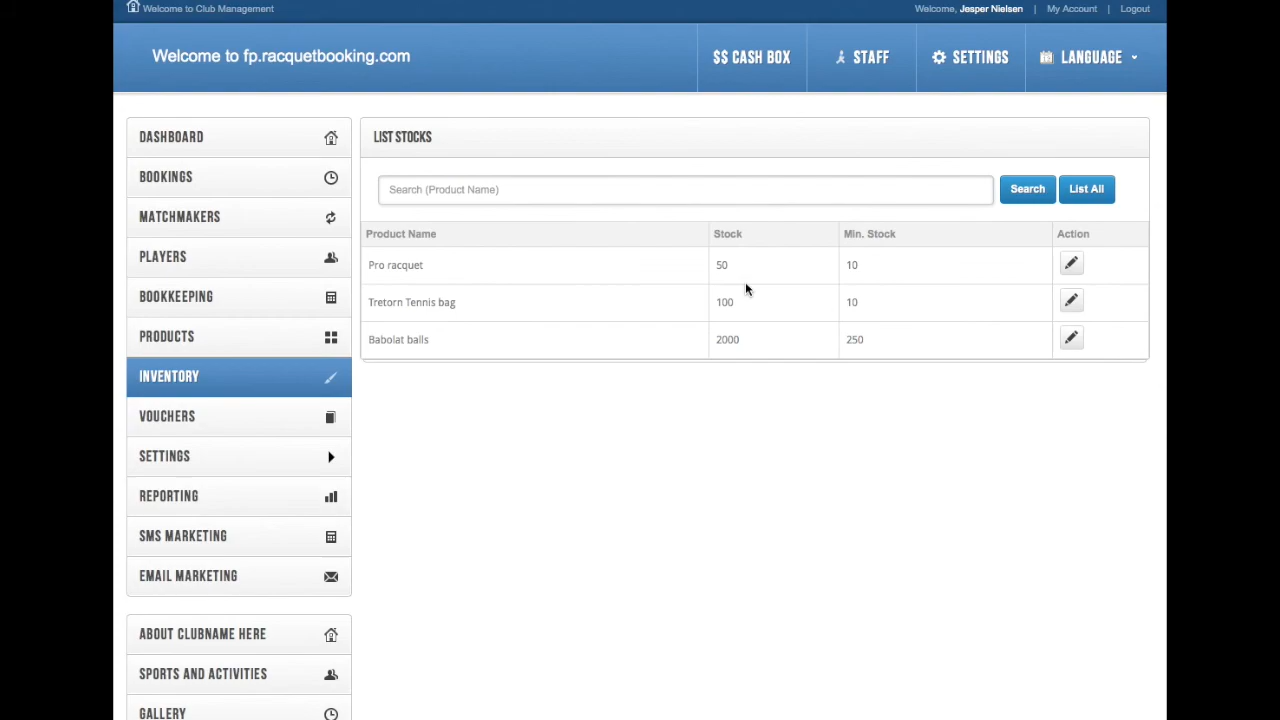 Welcome to Club Management
Welcome, Jesper Nielsen | My Account | Logout
Welcome to fp.racquetbooking.com
$$ CASH BOX
STAFF
SETTINGS
LANGUAGE
DASHBOARD
BOOKINGS
MATCHMAKERS
PLAYERS
BOOKKEEPING
PRODUCTS
INVENTORY
VOUCHERS
SETTINGS
REPORTING
SMS MARKETING
EMAIL MARKETING
ABOUT CLUBNAME HERE
SPORTS AND ACTIVITIES
GALLERY
LIST STOCKS
Search (Product Name) Search List All
Product Name Stock Min. Stock Action
Pro racquet 50 10
Tretorn Tennis bag 100 10
Babolat balls 2000 250